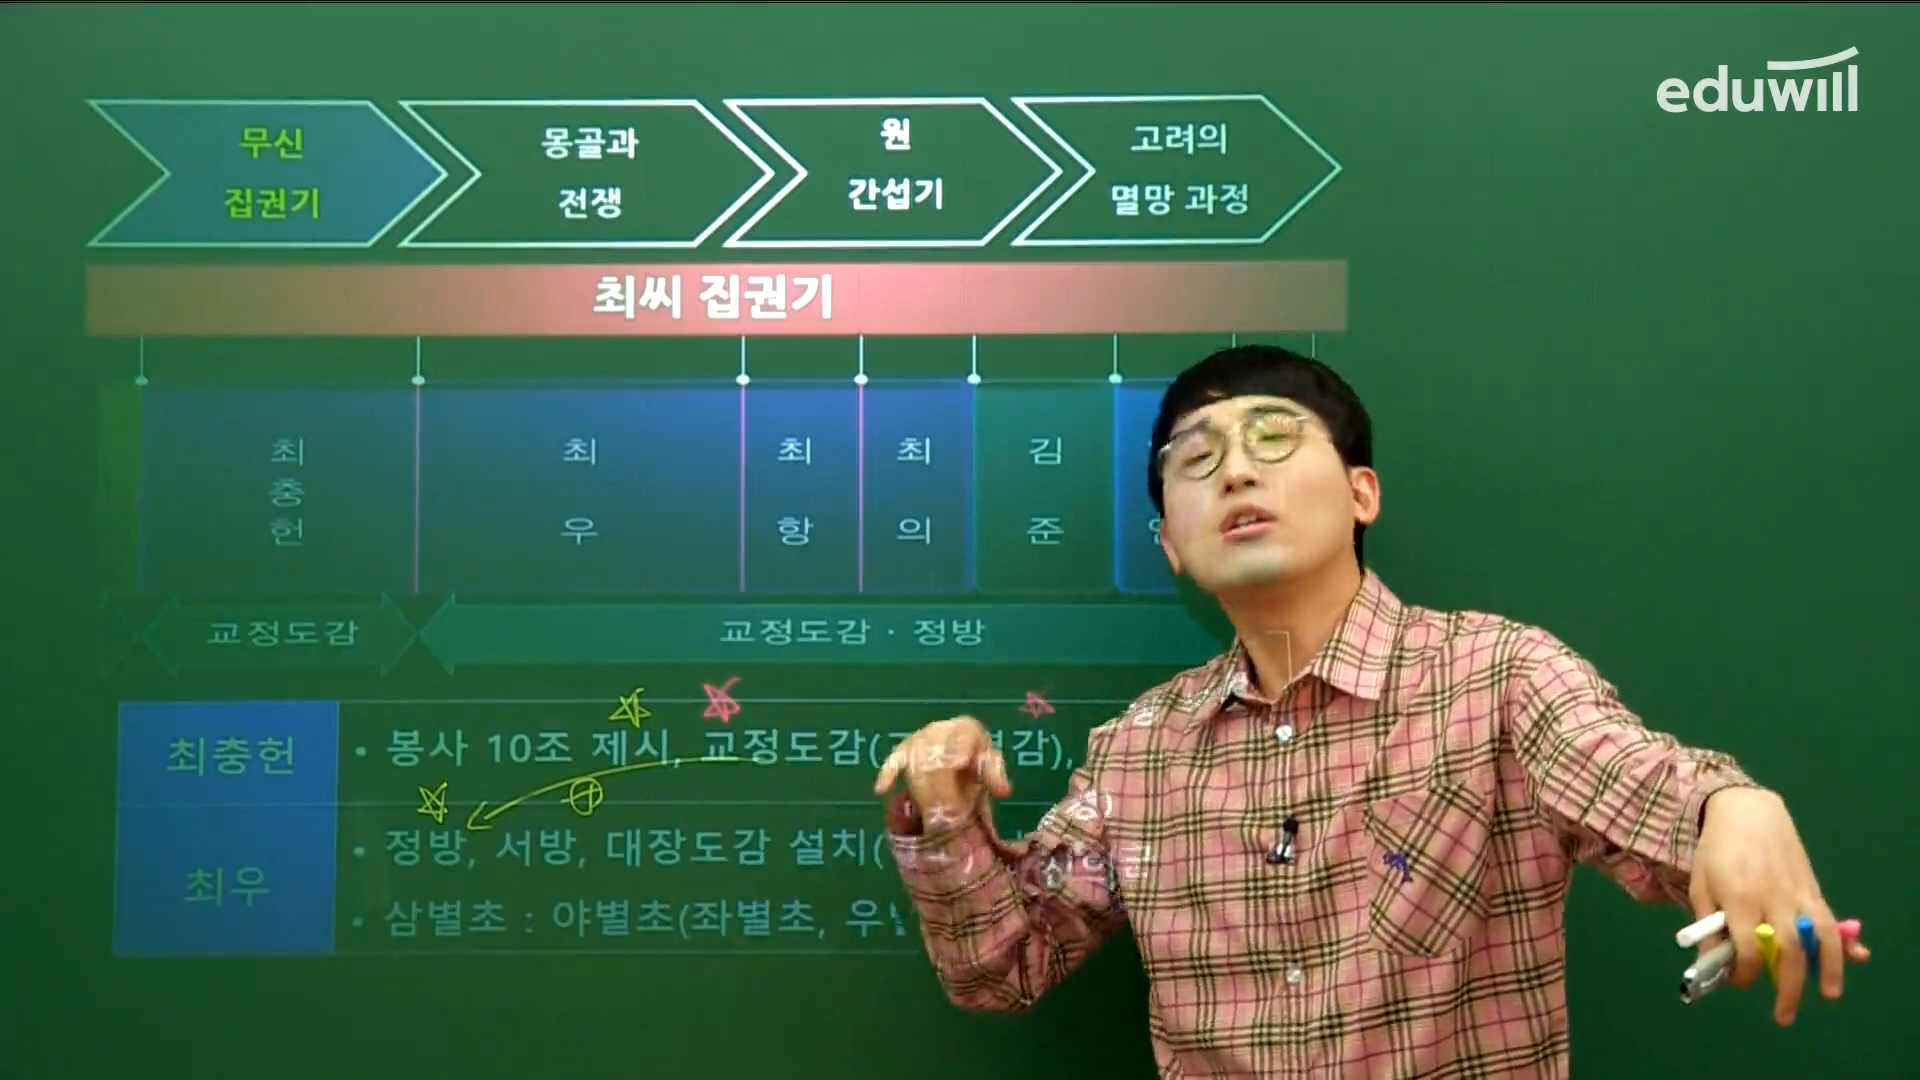 eduwill
무신
집권기
몽골과
전쟁
원
간섭기
고려의
멸망 과정
최씨 집권기
최충헌
최우
최항
최의
김준
교정도감
교정도감 · 정방
최충헌
• 봉사 10조 제시, 교정도감(
감),
최우
• 정방, 서방, 대장도감 설치(
• 삼별초 : 야별초(좌별초,